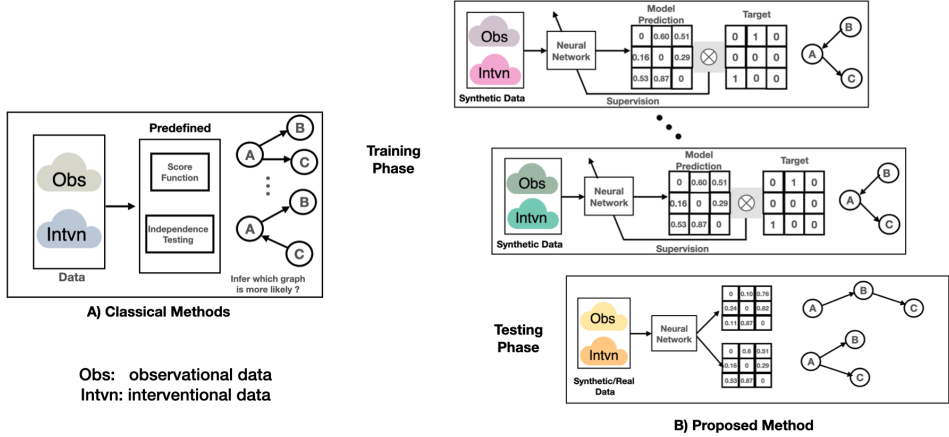 Predefined
Obs
Intvn
Data
Score
Function
Independence
Testing
A
B
C
A
B
C
Infer which graph
is more likely ?
A) Classical Methods
Obs: observational data
Intvn: interventional data
Training
Phase
Obs
Intvn
Synthetic Data
Neural
Network
Model
Prediction
0 0.60 0.51
0.16 0 0.29
0.53 0.87 0
Target
0 1 0
0 0 0
1 0 0
Supervision
B
A
C
Obs
Intvn
Synthetic Data
Neural
Network
Model
Prediction
0 0.60 0.51
0.16 0 0.29
0.53 0.87 0
Target
0 1 0
0 0 0
1 0 0
Supervision
B
A
C
Testing
Phase
Obs
Intvn
Synthetic/Real
Data
Neural
Network
0 0.10 0.76
0.24 0 0.82
0.11 0.87 0
0 0.6 0.51
0.16 0 0.29
0.53 0.87 0
A
B
C
A
B
C
B) Proposed Method